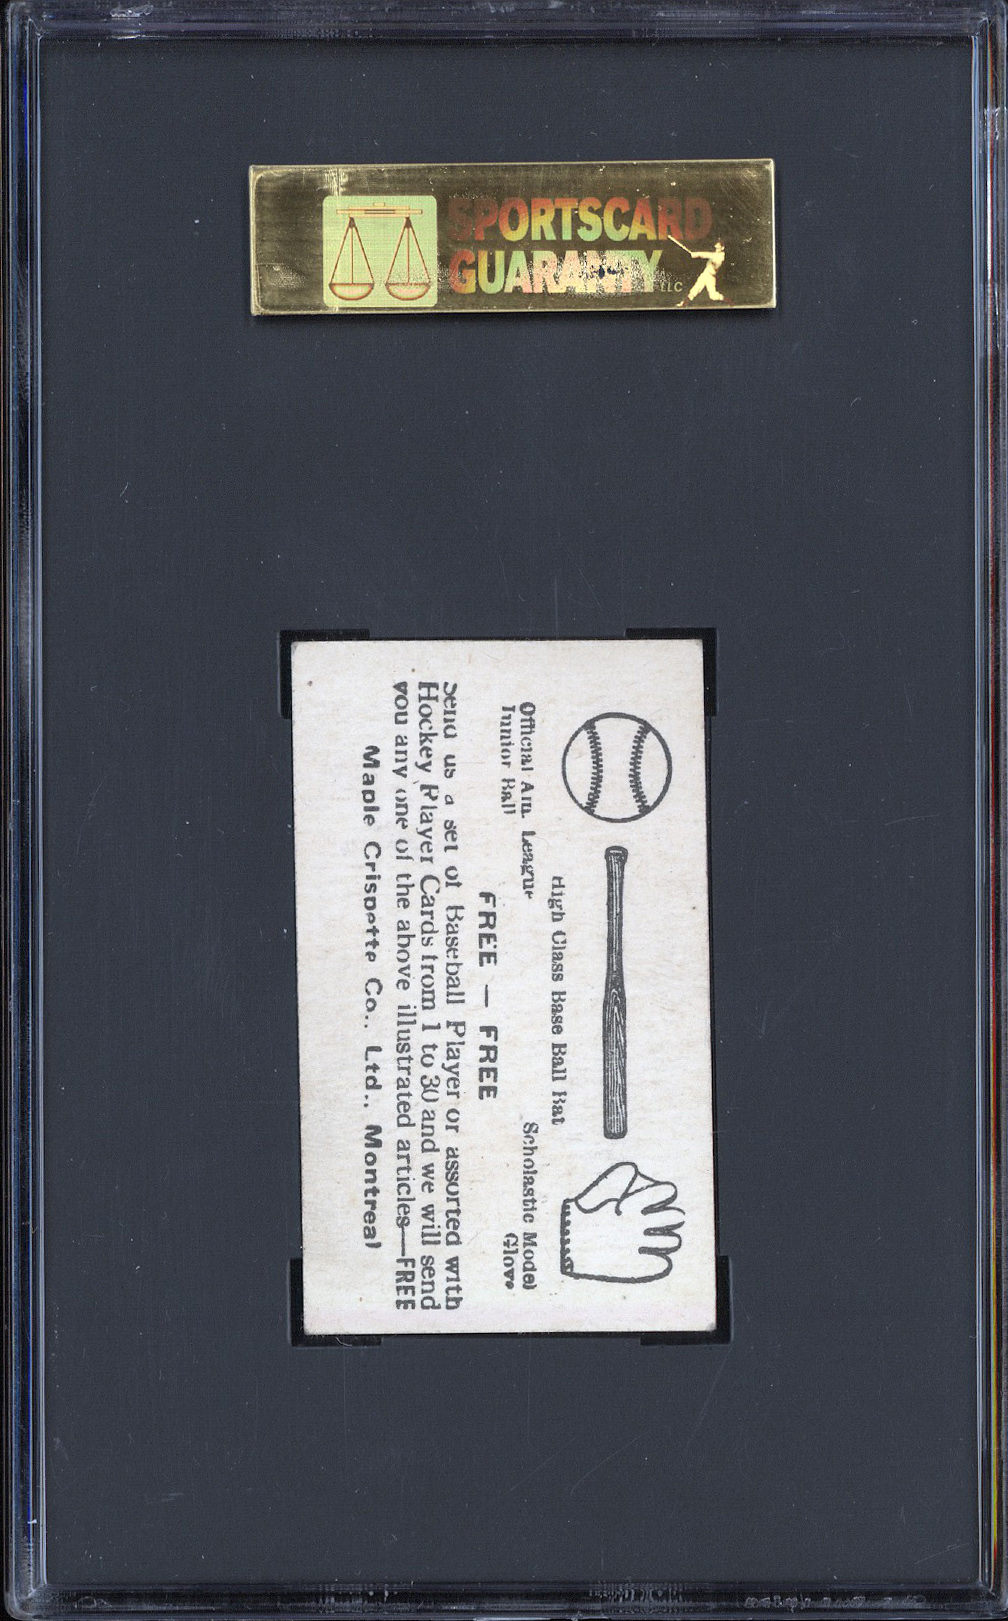 SPORTSCARD
GUARANTY LLC
High Class Base Ball Bat
Official Am. League
Junior Ball
Scholastic Model
Glove
FREE — FREE
Send us a set of Baseball Player or assorted with
Hockey Player Cards from 1 to 30 and we will send
you any one of the above illustrated articles—FREE
Maple Crispette Co., Ltd., Montreal